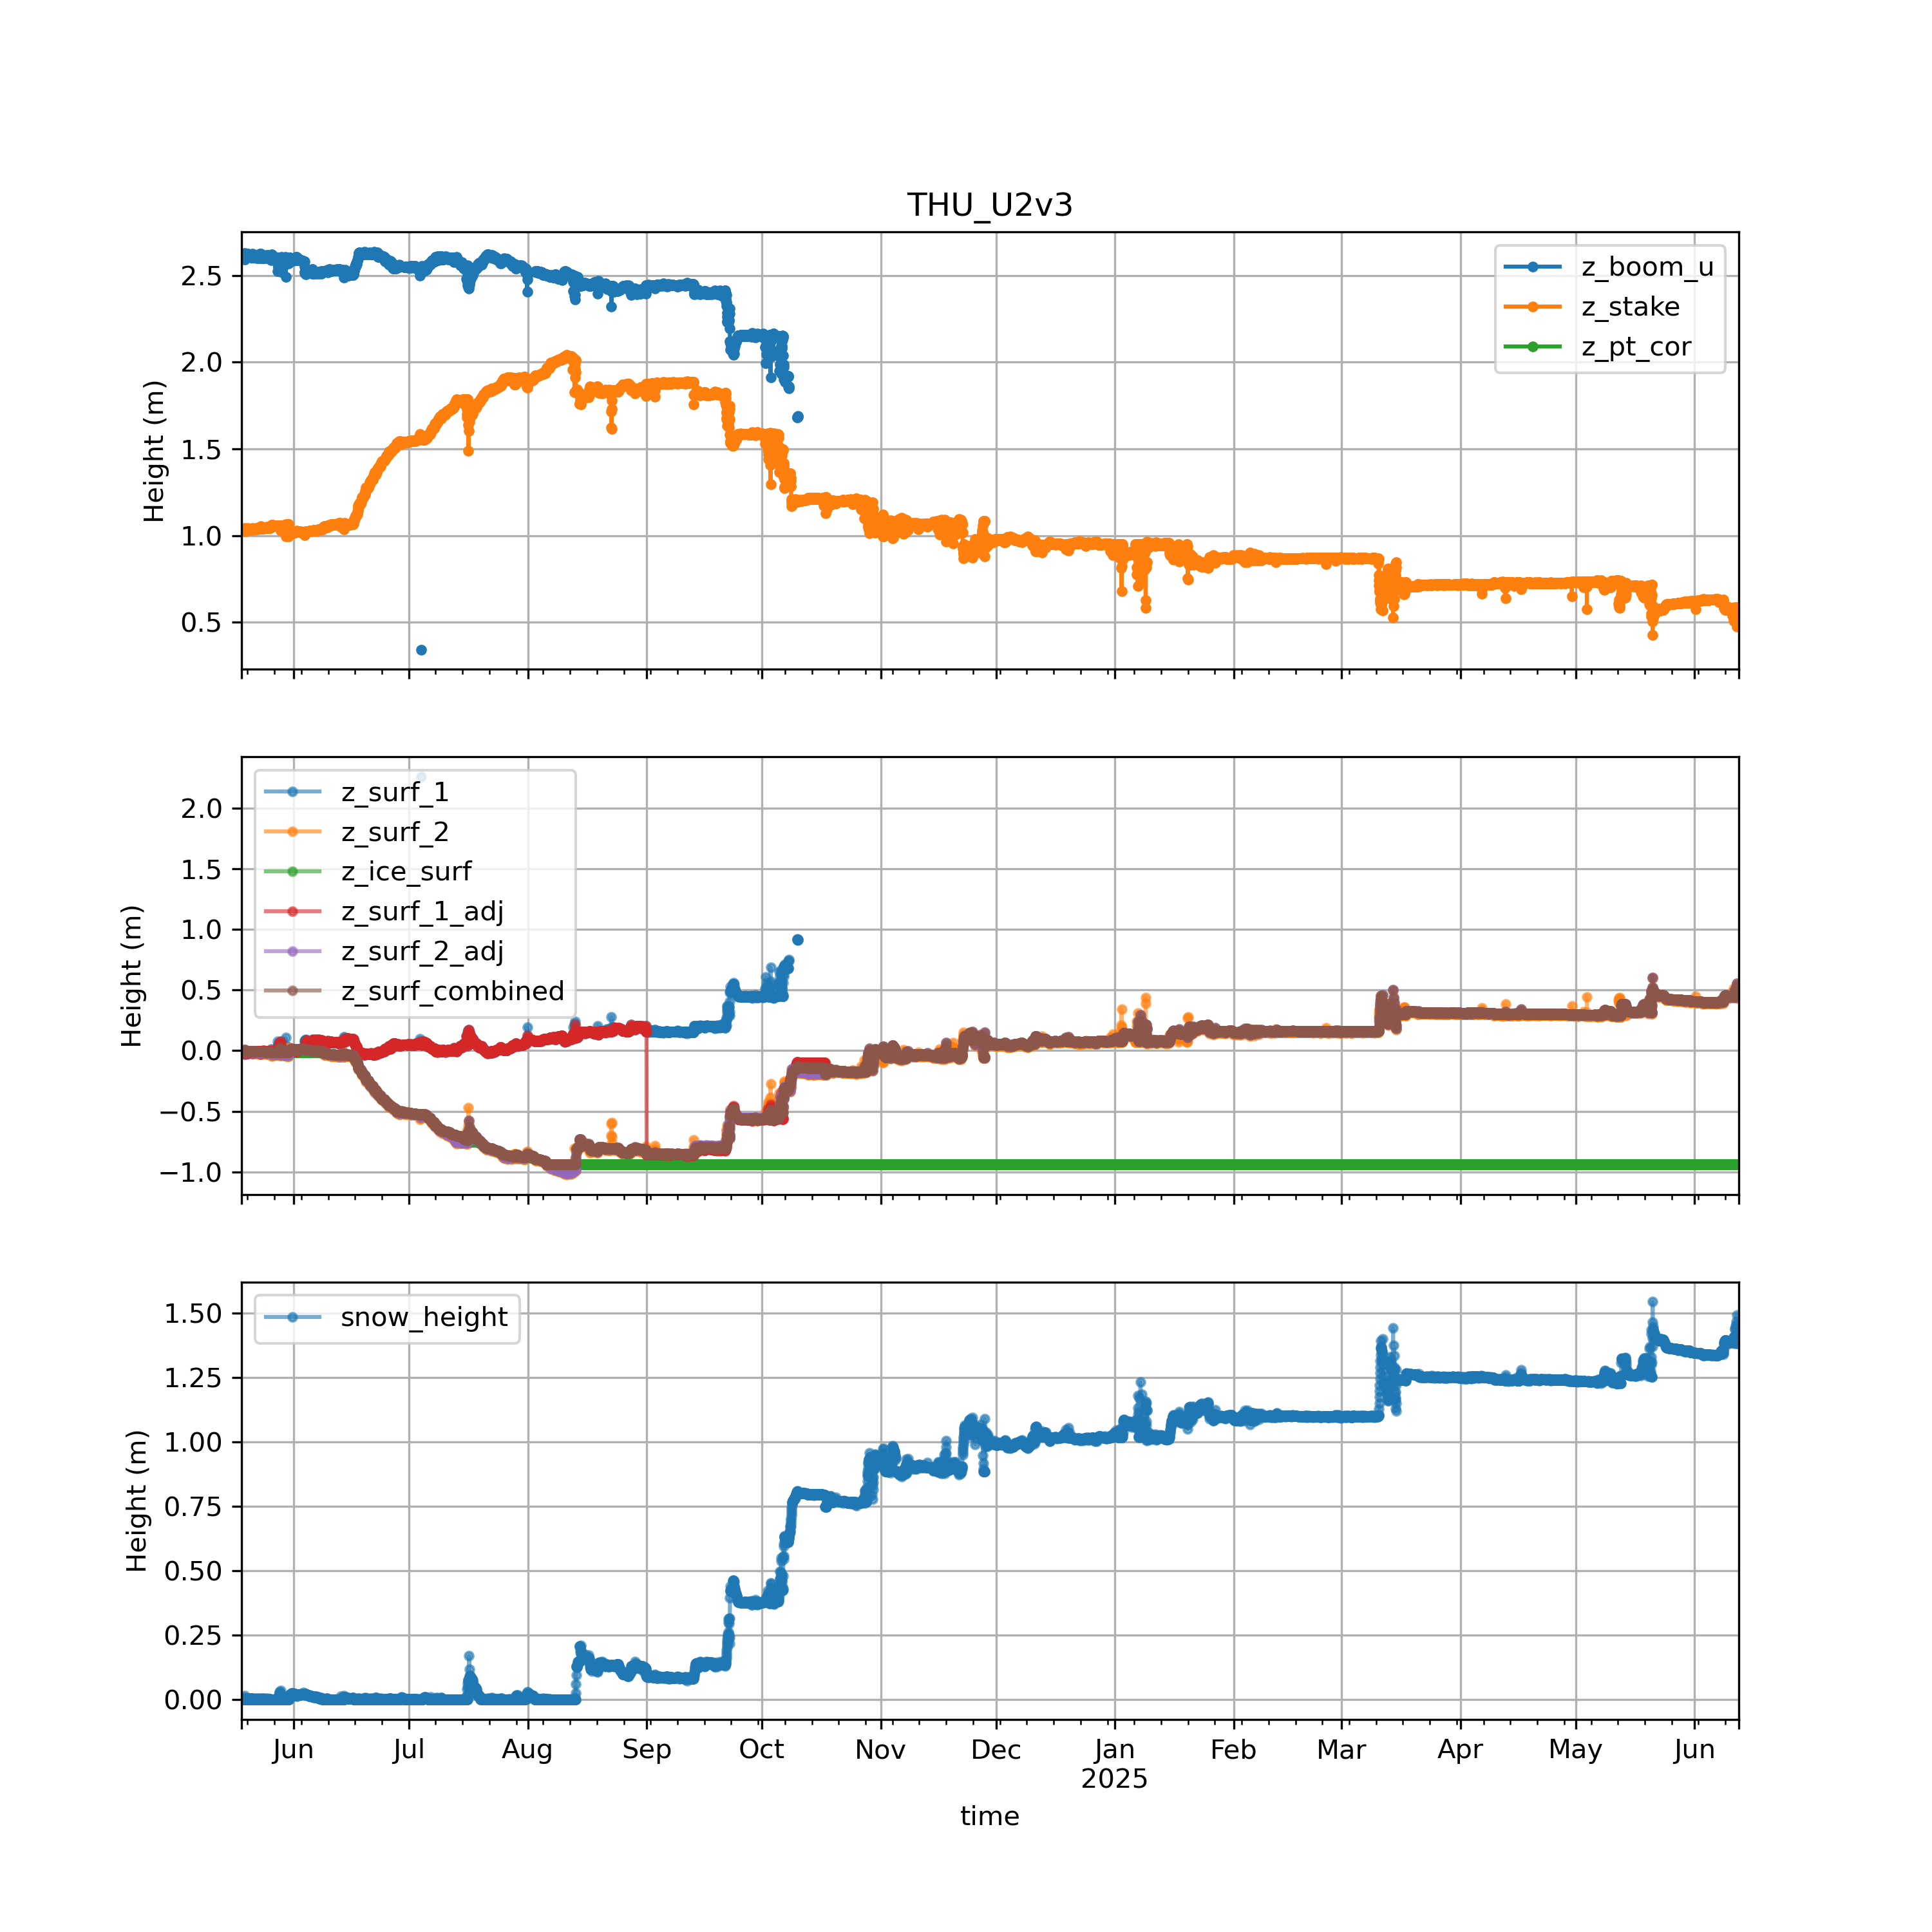 THU_U2v3
Height (m)
2.5
2.0
1.5
1.0
0.5
z_boom_u
z_stake
z_pt_cor
Height (m)
2.0
1.5
1.0
0.5
0.0
−0.5
−1.0
z_surf_1
z_surf_2
z_ice_surf
z_surf_1_adj
z_surf_2_adj
z_surf_combined
Height (m)
1.50
1.25
1.00
0.75
0.50
0.25
0.00
snow_height
Jun Jul Aug Sep Oct Nov Dec Jan Feb Mar Apr May Jun
2025
time